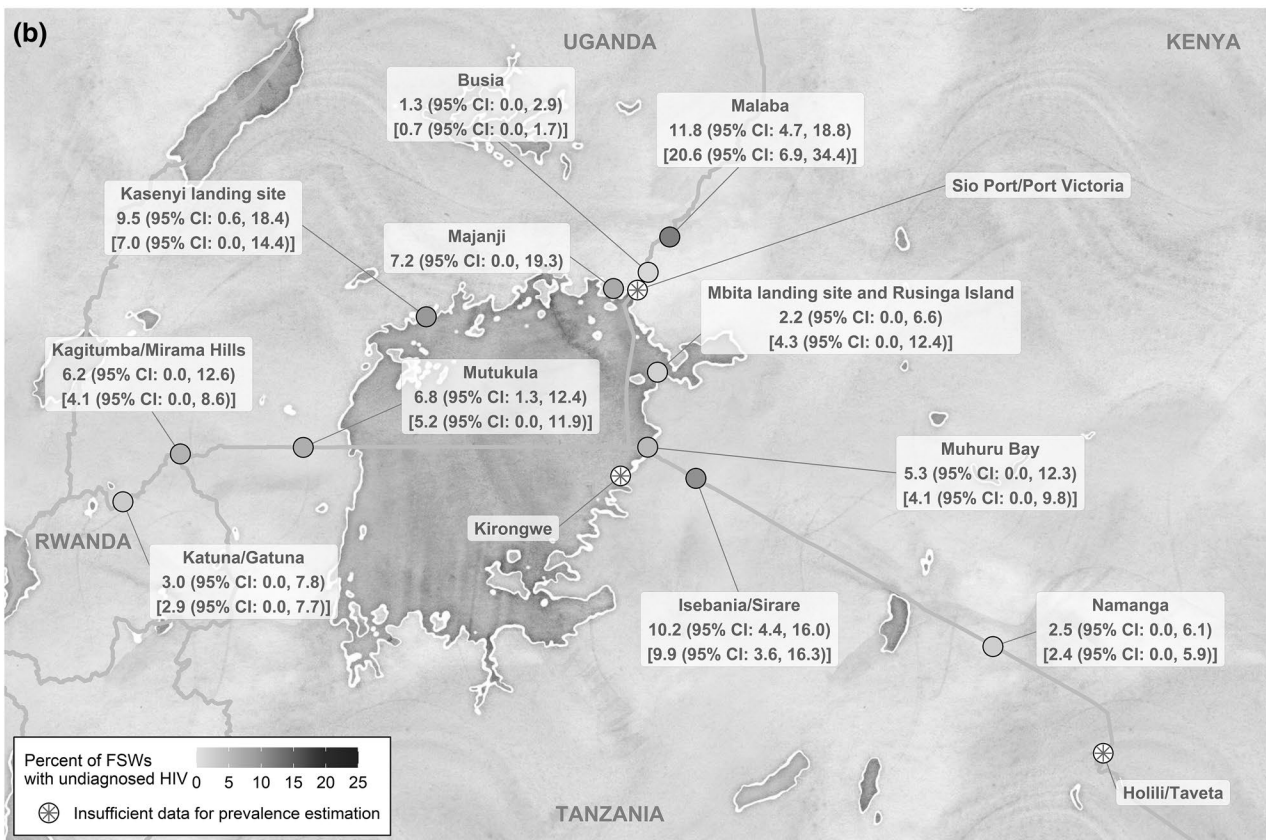 (b)
UGANDA
KENYA
Busia
1.3 (95% CI: 0.0, 2.9)
[0.7 (95% CI: 0.0, 1.7)]
Malaba
11.8 (95% CI: 4.7, 18.8)
[20.6 (95% CI: 6.9, 34.4)]
Sio Port/Port Victoria
Kasenyi landing site
9.5 (95% CI: 0.6, 18.4)
[7.0 (95% CI: 0.0, 14.4)]
Majanji
7.2 (95% CI: 0.0, 19.3)
Mbita landing site and Rusinga Island
2.2 (95% CI: 0.0, 6.6)
[4.3 (95% CI: 0.0, 12.4)]
Kagitumba/Mirama Hills
6.2 (95% CI: 0.0, 12.6)
[4.1 (95% CI: 0.0, 8.6)]
Mutukula
6.8 (95% CI: 1.3, 12.4)
[5.2 (95% CI: 0.0, 11.9)]
Muhuru Bay
5.3 (95% CI: 0.0, 12.3)
[4.1 (95% CI: 0.0, 9.8)]
Kirongwe
RWANDA
Katuna/Gatuna
3.0 (95% CI: 0.0, 7.8)
[2.9 (95% CI: 0.0, 7.7)]
Isebania/Sirare
10.2 (95% CI: 4.4, 16.0)
[9.9 (95% CI: 3.6, 16.3)]
Namanga
2.5 (95% CI: 0.0, 6.1)
[2.4 (95% CI: 0.0, 5.9)]
Holili/Taveta
TANZANIA
Percent of FSWs
with undiagnosed HIV 0 5 10 15 20 25
Insufficient data for prevalence estimation